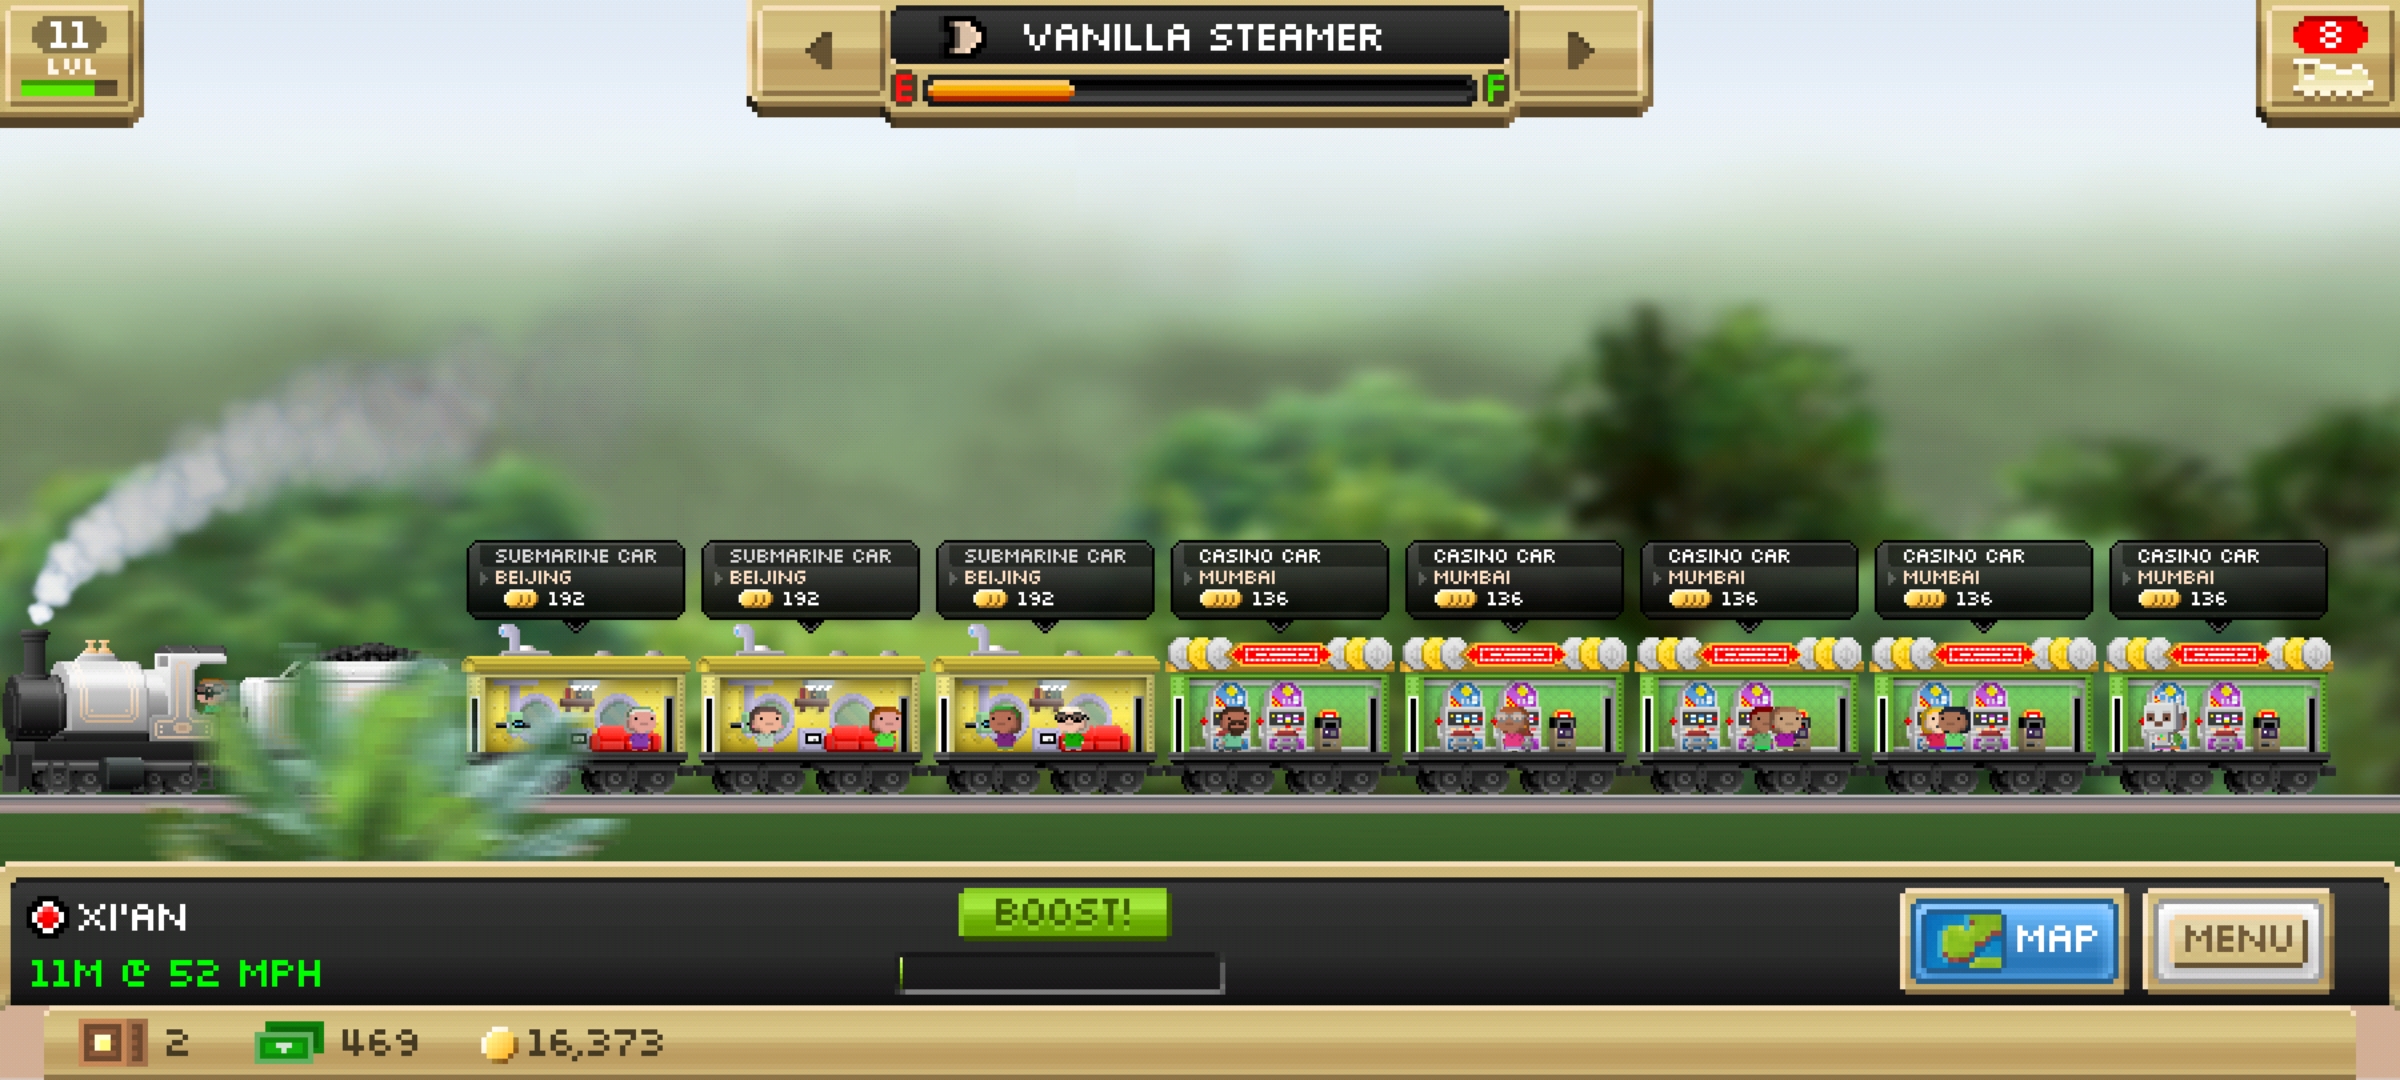 11
LVL
VANILLA STEAMER
E F
8
SUBMARINE CAR
BEIJING
192
SUBMARINE CAR
BEIJING
192
SUBMARINE CAR
BEIJING
192
CASINO CAR
MUMBAI
136
CASINO CAR
MUMBAI
136
CASINO CAR
MUMBAI
136
CASINO CAR
MUMBAI
136
CASINO CAR
MUMBAI
136
XI'AN
11M @ 52 MPH
BOOST!
MAP
MENU
2
469
16,373